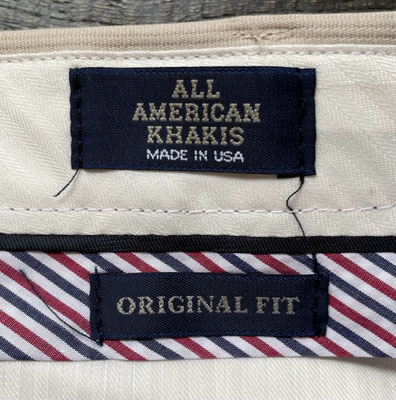 ALL
AMERICAN
KHAKIS
MADE IN USA
ORIGINAL FIT